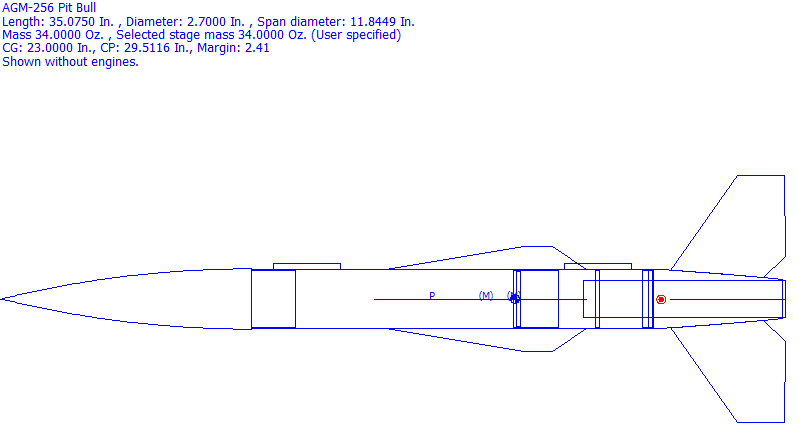 AGM-256 Pit Bull
Length: 35.0750 In. , Diameter: 2.7000 In. , Span diameter: 11.8449 In.
Mass 34.0000 Oz. , Selected stage mass 34.0000 Oz. (User specified)
CG: 23.0000 In., CP: 29.5116 In., Margin: 2.41
Shown without engines.
P (M)